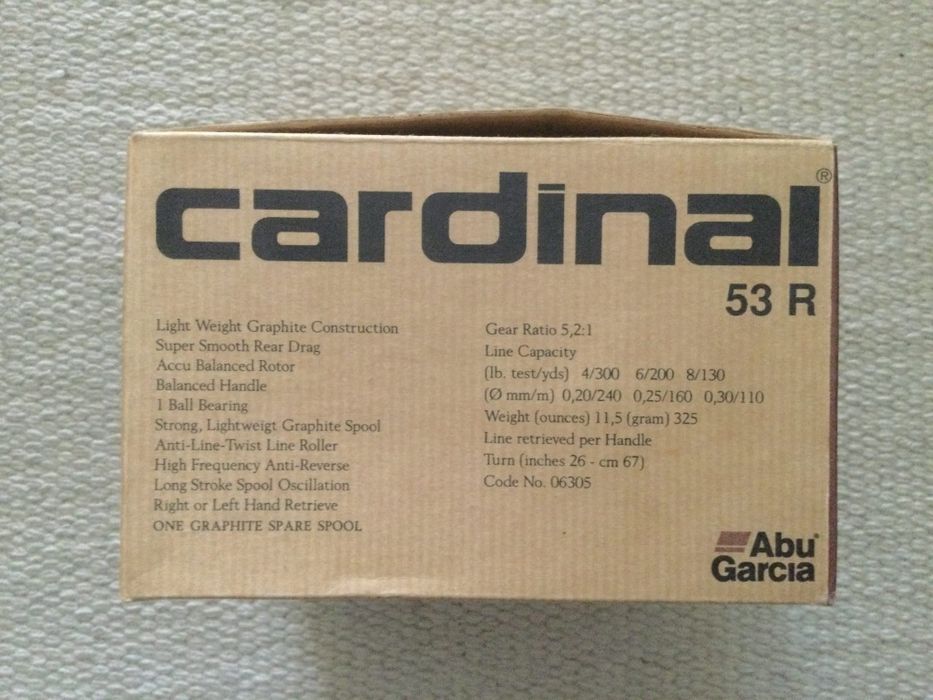 cardinal®
53 R
Light Weight Graphite Construction
Super Smooth Rear Drag
Accu Balanced Rotor
Balanced Handle
1 Ball Bearing
Strong, Lightweigt Graphite Spool
Anti-Line-Twist Line Roller
High Frequency Anti-Reverse
Long Stroke Spool Oscillation
Right or Left Hand Retrieve
ONE GRAPHITE SPARE SPOOL
Gear Ratio 5,2:1
Line Capacity
(lb. test/yds) 4/300 6/200 8/130
(Ø mm/m) 0,20/240 0,25/160 0,30/110
Weight (ounces) 11,5 (gram) 325
Line retrieved per Handle
Turn (inches 26 - cm 67)
Code No. 06305
Abu®
Garcia